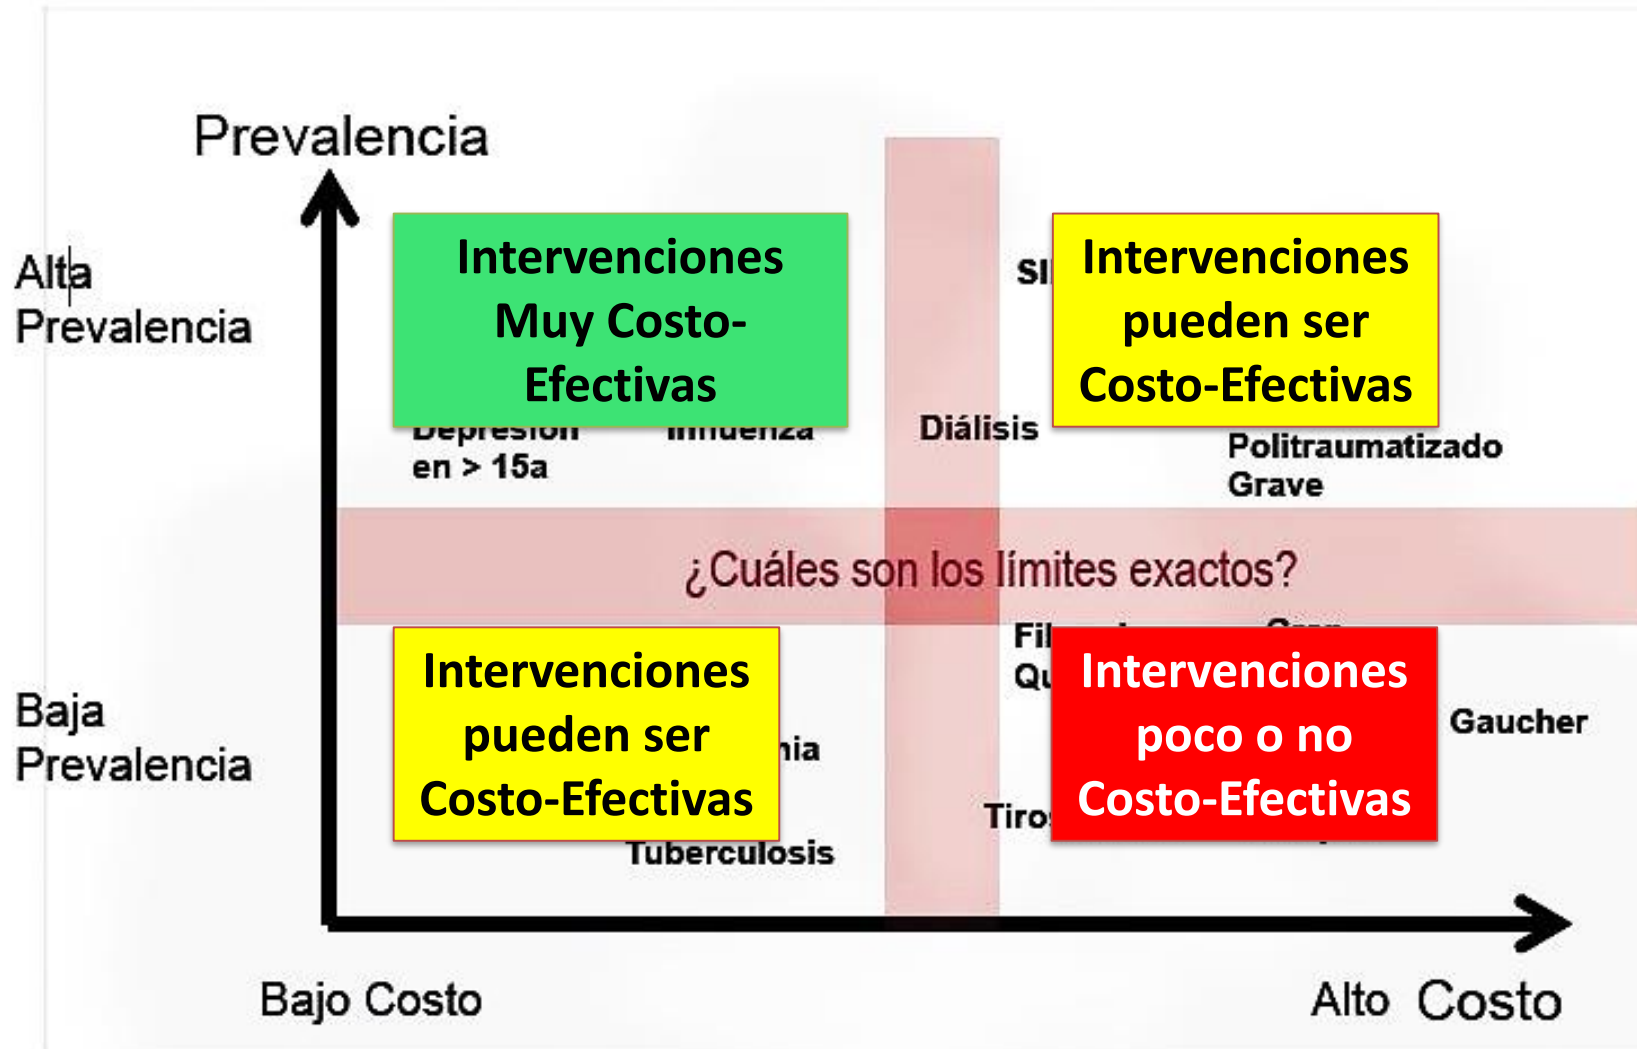 Prevalencia
Alta
Prevalencia
Intervenciones
Muy Costo-
Efectivas
Intervenciones
pueden ser
Costo-Efectivas
Depresión
en > 15a
Influenza
Diálisis
Politraumatizado
Grave
¿Cuáles son los límites exactos?
Baja
Prevalencia
Intervenciones
pueden ser
Costo-Efectivas
Tuberculosis
Intervenciones
poco o no
Costo-Efectivas
Gaucher
Bajo Costo
Alto Costo